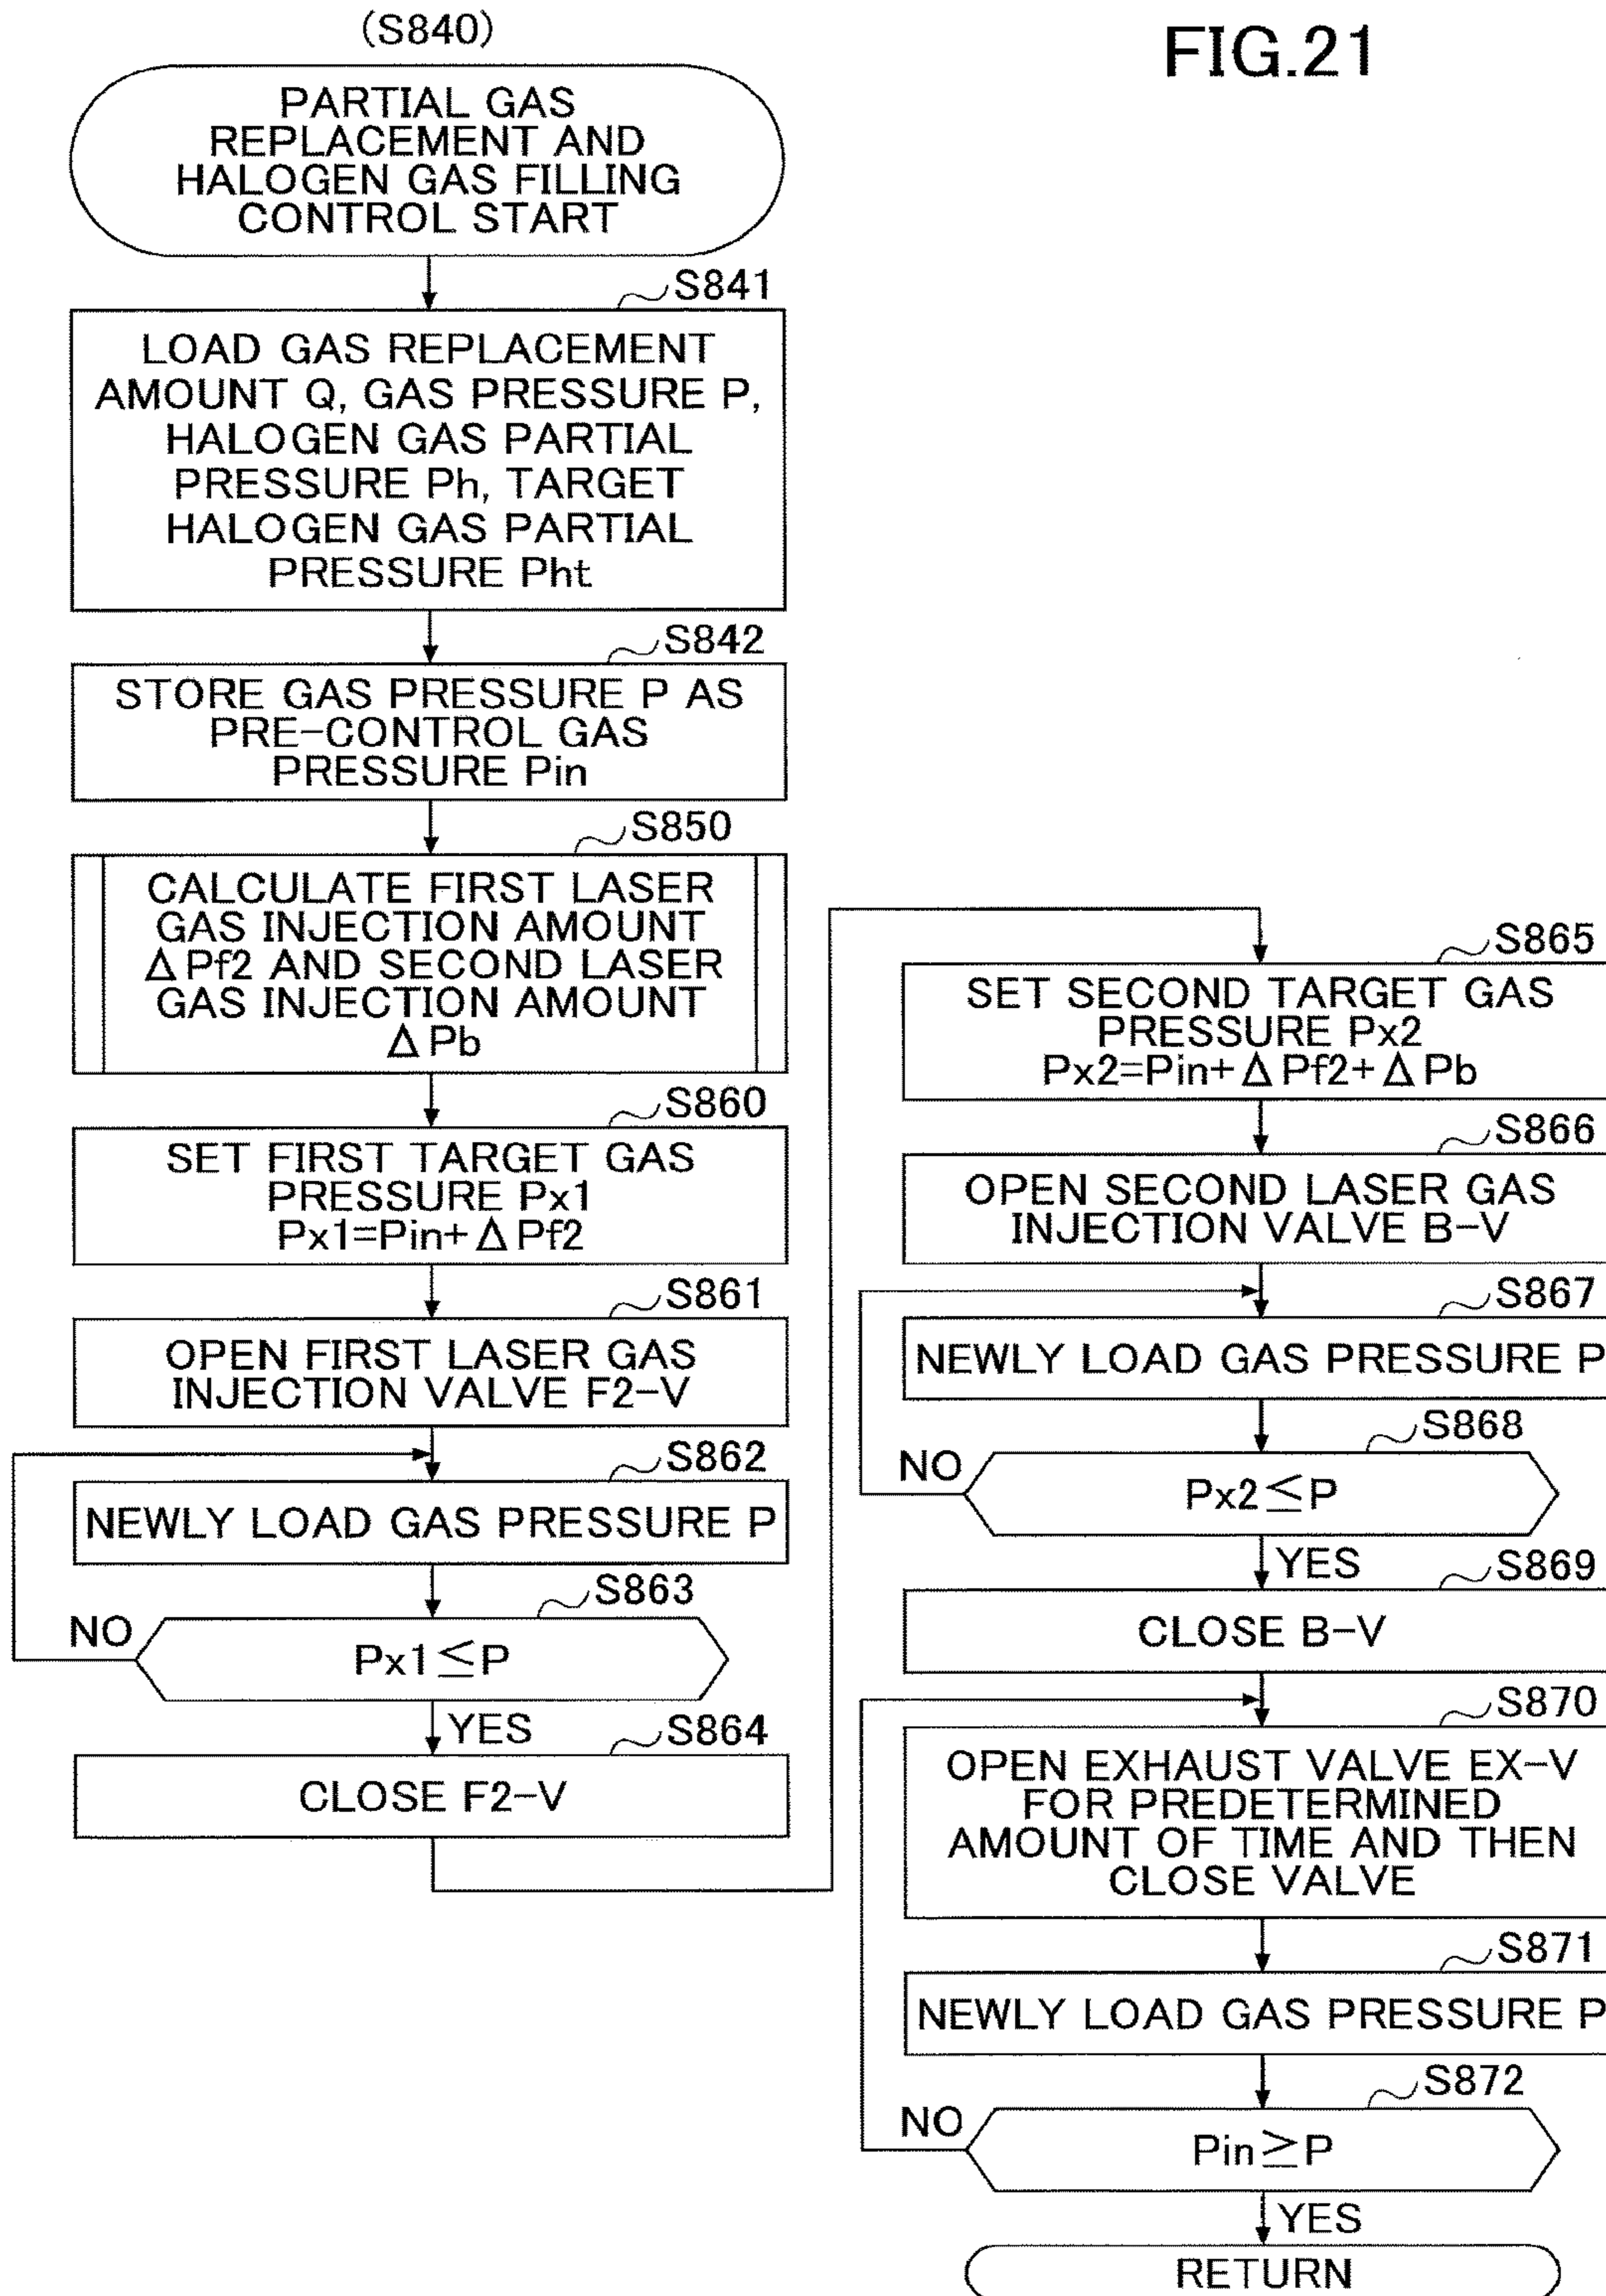 (S840)
FIG.21
PARTIAL GAS
REPLACEMENT AND
HALOGEN GAS FILLING
CONTROL START
S841
LOAD GAS REPLACEMENT
AMOUNT Q, GAS PRESSURE P,
HALOGEN GAS PARTIAL
PRESSURE Ph, TARGET
HALOGEN GAS PARTIAL
PRESSURE Pht
S842
STORE GAS PRESSURE P AS
PRE-CONTROL GAS
PRESSURE Pin
S850
CALCULATE FIRST LASER
GAS INJECTION AMOUNT
ΔPf2 AND SECOND LASER
GAS INJECTION AMOUNT
ΔPb
S860
SET FIRST TARGET GAS
PRESSURE Px1
Px1=Pin+ΔPf2
S861
OPEN FIRST LASER GAS
INJECTION VALVE F2-V
S862
NEWLY LOAD GAS PRESSURE P
S863
NO
Px1≦P
YES
S864
CLOSE F2-V
S865
SET SECOND TARGET GAS
PRESSURE Px2
Px2=Pin+ΔPf2+ΔPb
S866
OPEN SECOND LASER GAS
INJECTION VALVE B-V
S867
NEWLY LOAD GAS PRESSURE P
S868
NO
Px2≦P
YES
S869
CLOSE B-V
S870
OPEN EXHAUST VALVE EX-V
FOR PREDETERMINED
AMOUNT OF TIME AND THEN
CLOSE VALVE
S871
NEWLY LOAD GAS PRESSURE P
S872
NO
Pin≧P
YES
RETURN